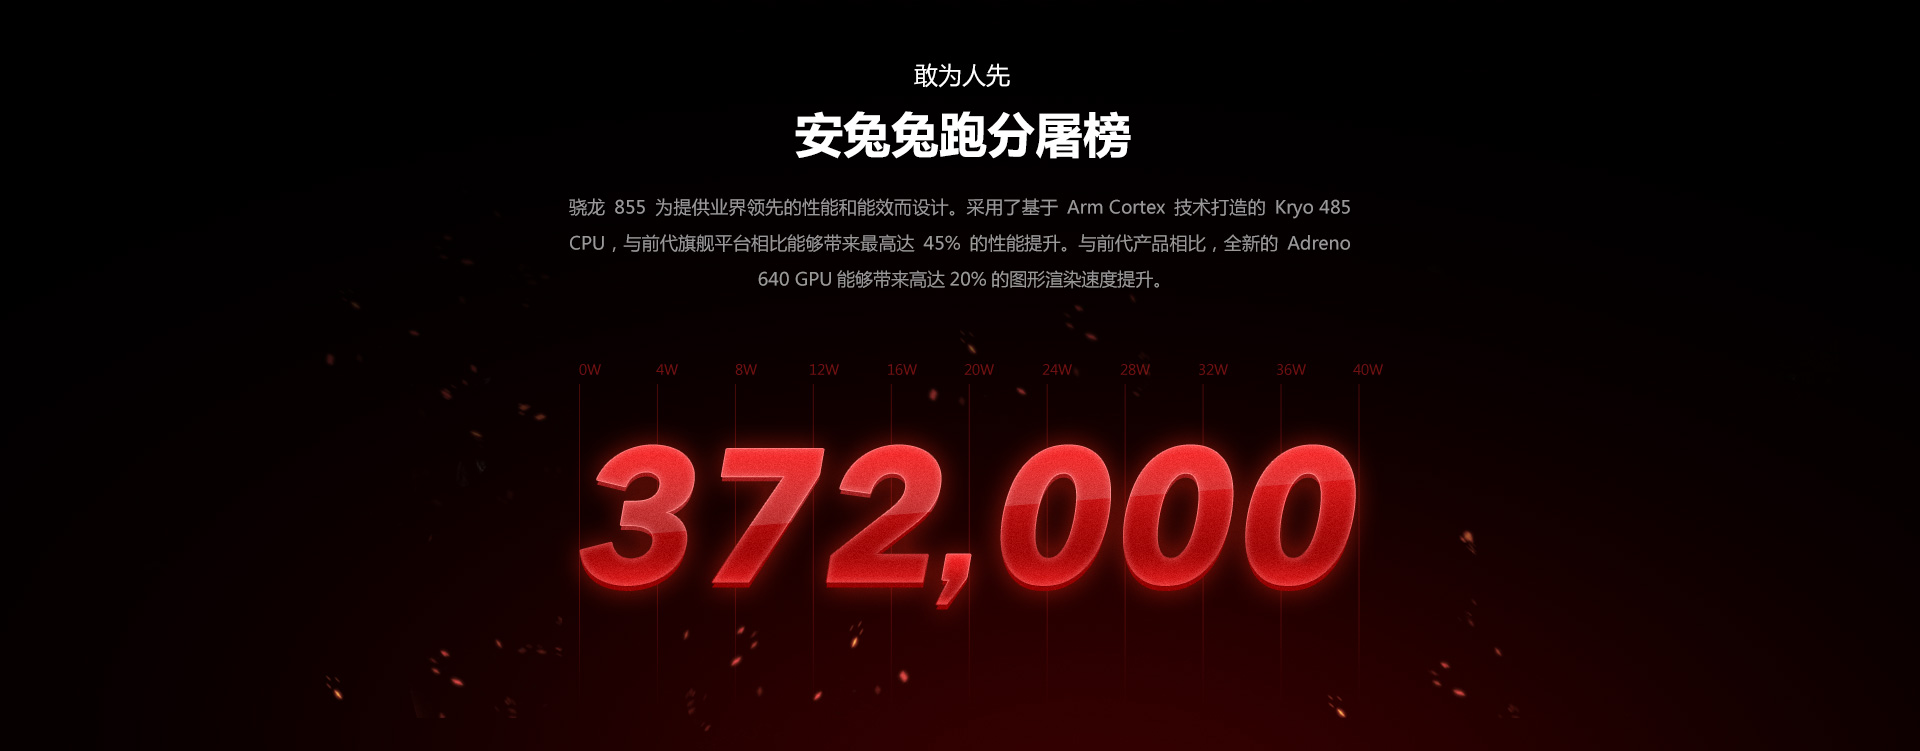 敢为人先
安兔兔跑分屠榜
骁龙 855 为提供业界领先的性能和能效而设计。采用了基于 Arm Cortex 技术打造的 Kryo 485
CPU，与前代旗舰平台相比能够带来最高达 45% 的性能提升。与前代产品相比，全新的 Adreno
640 GPU 能够带来高达 20% 的图形渲染速度提升。
0W 4W 8W 12W 16W 20W 24W 28W 32W 36W 40W
372,000